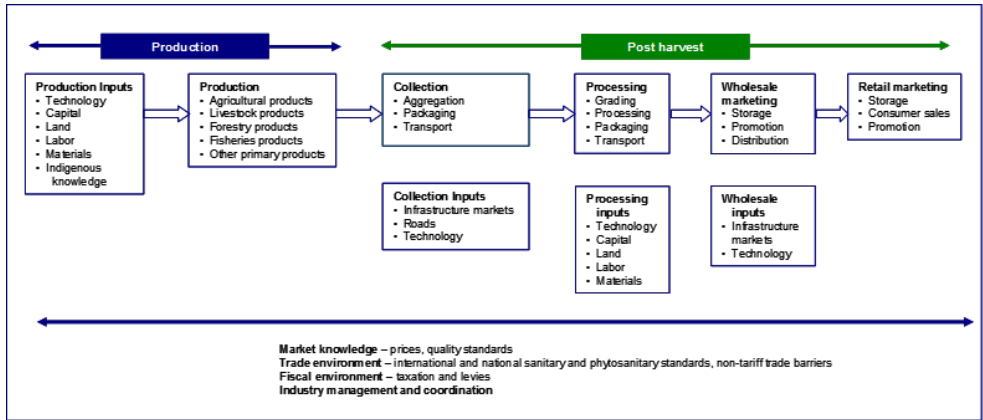 Production
Post harvest
Production Inputs
• Technology
• Capital
• Land
• Labor
• Materials
• Indigenous
knowledge
Production
• Agricultural products
• Livestock products
• Forestry products
• Fisheries products
• Other primary products
Collection
• Aggregation
• Packaging
• Transport
Processing
• Grading
• Processing
• Packaging
• Transport
Wholesale
marketing
• Storage
• Promotion
• Distribution
Retail marketing
• Storage
• Consumer sales
• Promotion
Collection Inputs
• Infrastructure markets
• Roads
• Technology
Processing
inputs
• Technology
• Capital
• Land
• Labor
• Materials
Wholesale
inputs
• Infrastructure
markets
• Technology
Market knowledge – prices, quality standards
Trade environment – international and national sanitary and phytosanitary standards, non-tariff trade barriers
Fiscal environment – taxation and levies
Industry management and coordination